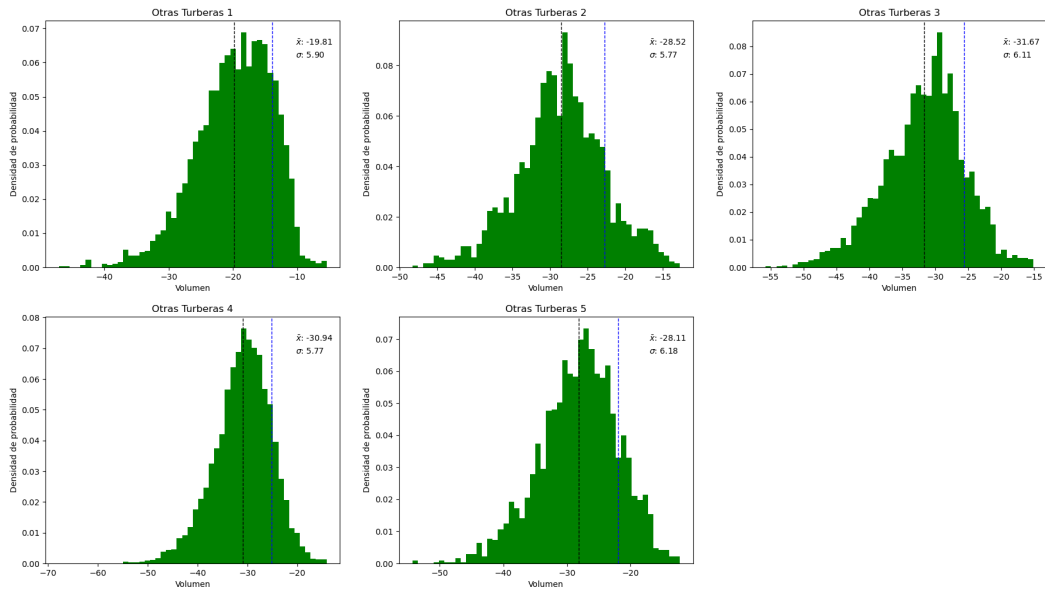 Otras Turberas 1
x̄: -19.81
σ: 5.90
Densidad de probabilidad
0.07
0.06
0.05
0.04
0.03
0.02
0.01
0.00
−40 −30 −20 −10
Volumen
Otras Turberas 2
x̄: -28.52
σ: 5.77
Densidad de probabilidad
0.08
0.06
0.04
0.02
0.00
−50 −45 −40 −35 −30 −25 −20 −15
Volumen
Otras Turberas 3
x̄: -31.67
σ: 6.11
Densidad de probabilidad
0.08
0.07
0.06
0.05
0.04
0.03
0.02
0.01
0.00
−55 −50 −45 −40 −35 −30 −25 −20 −15
Volumen
Otras Turberas 4
x̄: -30.94
σ: 5.77
Densidad de probabilidad
0.08
0.07
0.06
0.05
0.04
0.03
0.02
0.01
0.00
−70 −60 −50 −40 −30 −20
Volumen
Otras Turberas 5
x̄: -28.11
σ: 6.18
Densidad de probabilidad
0.07
0.06
0.05
0.04
0.03
0.02
0.01
0.00
−50 −40 −30 −20
Volumen